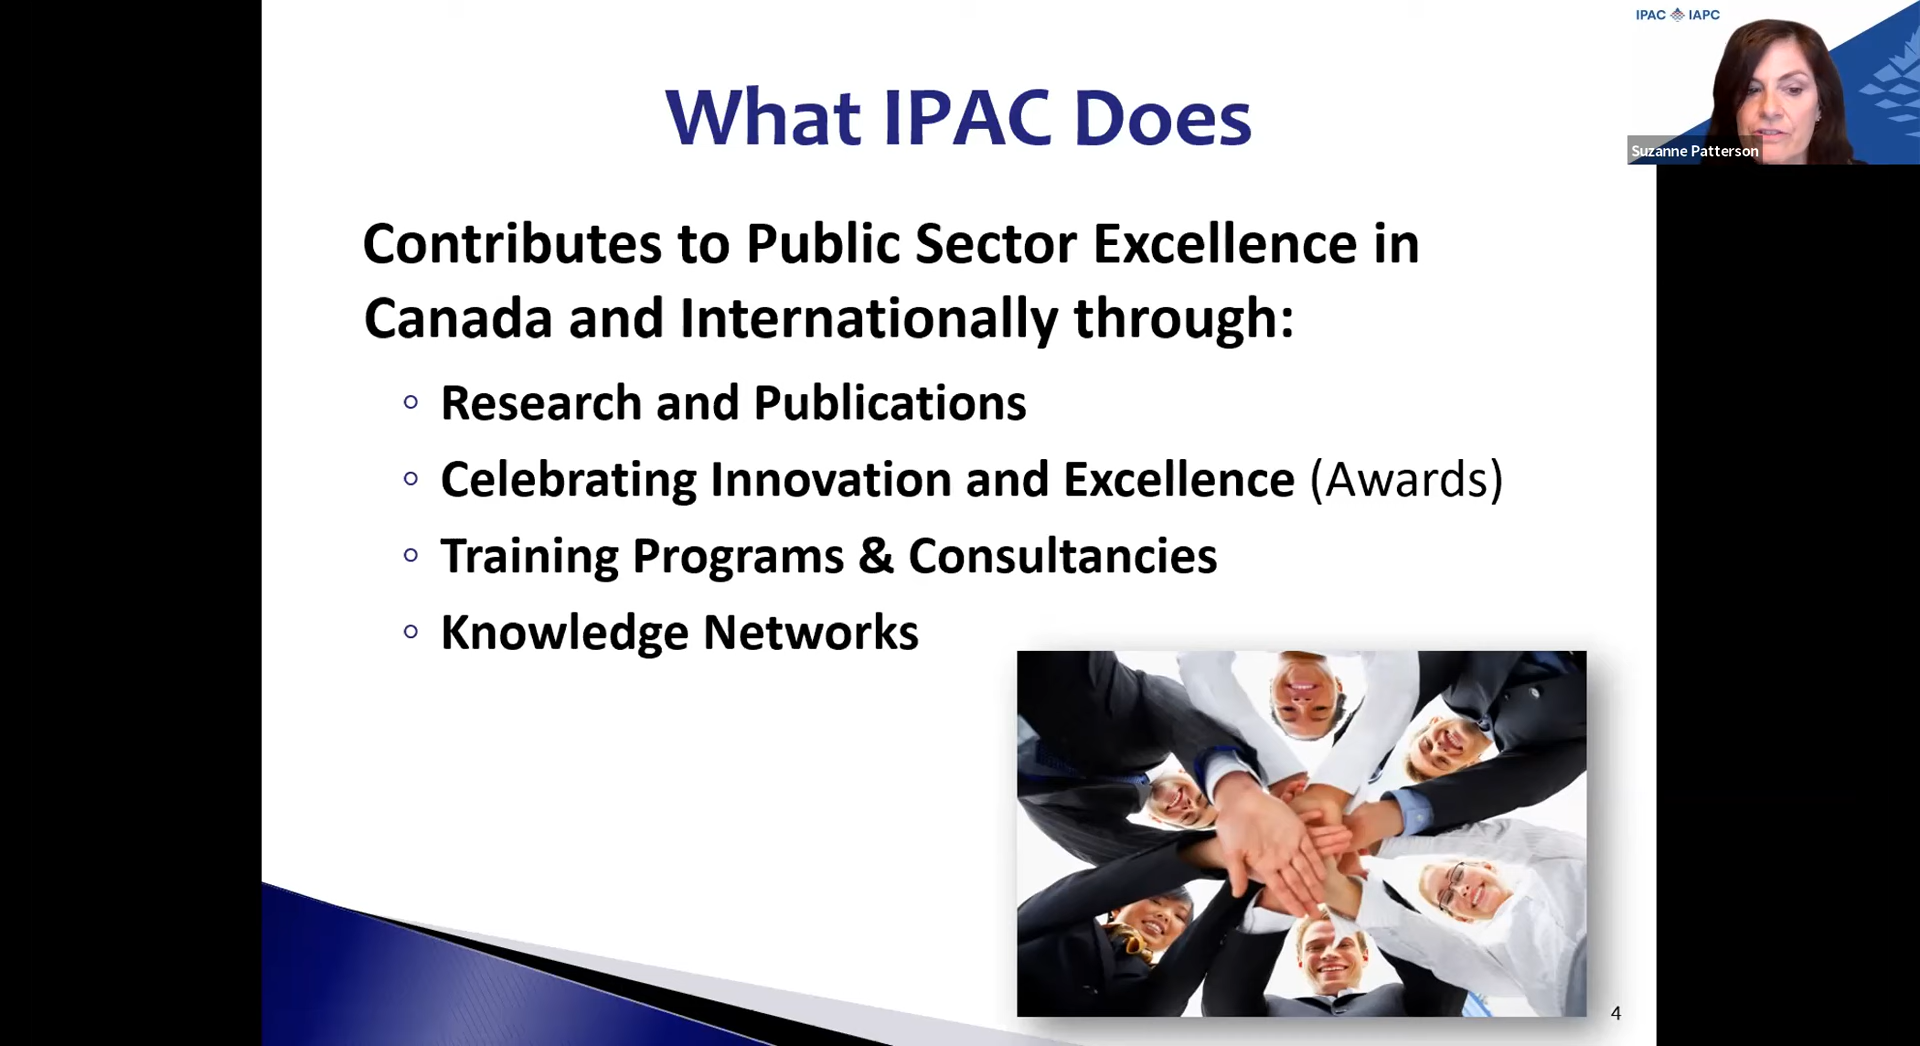 IPAC IAPC
What IPAC Does
Suzanne Patterson
Contributes to Public Sector Excellence in
Canada and Internationally through:
◦ Research and Publications
◦ Celebrating Innovation and Excellence (Awards)
◦ Training Programs & Consultancies
◦ Knowledge Networks
4